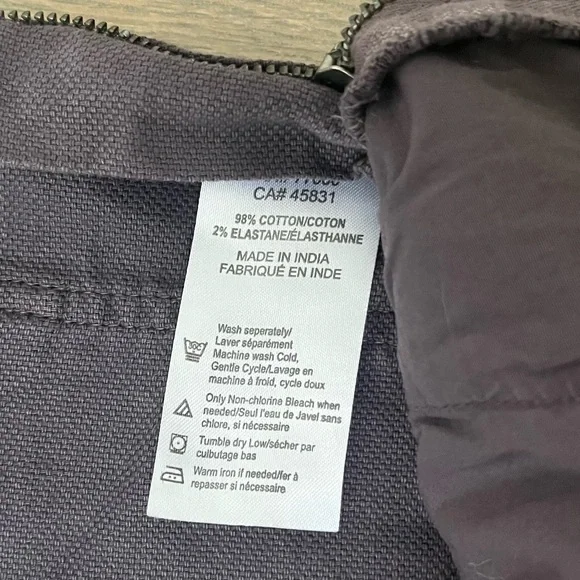 CA# 45831
98% COTTON/COTON
2% ELASTANE/ÉLASTHANNE
MADE IN INDIA
FABRIQUÉ EN INDE
Wash seperately/
Laver séparément
Machine wash Cold,
Gentle Cycle/Lavage en
machine à froid, cycle doux
Only Non-chlorine Bleach when
needed/Seul l'eau de Javel sans
chlore, si nécessaire
Tumble dry Low/sécher par
culbutage bas
Warm iron if needed/fer à
repasser si nécessaire